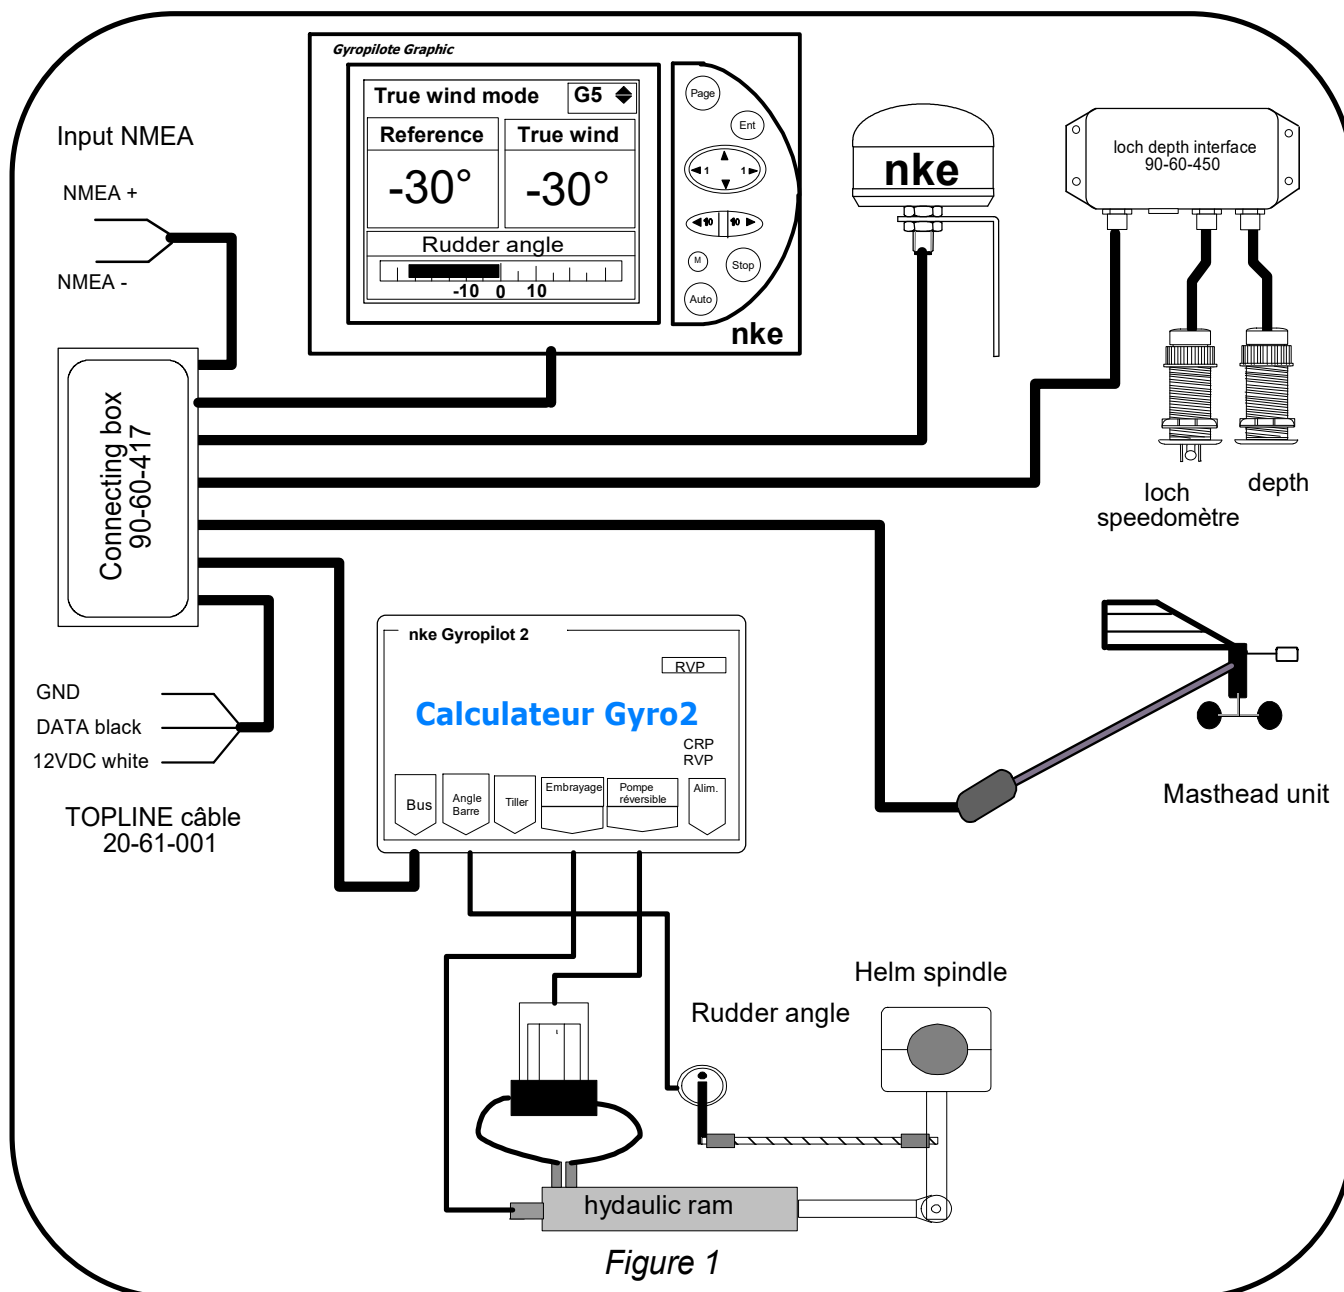 Gyropilote Graphic
True wind mode
G5
Reference
True wind
-30°
-30°
Rudder angle
-10 0 10
Page
Ent
1 1
10 10
M
Stop
Auto
nke
Input NMEA
NMEA +
NMEA -
nke
loch depth interface
90-60-450
loch
speedomètre
depth
Connecting box
90-60-417
GND
DATA black
12VDC white
TOPLINE câble
20-61-001
nke Gyropilot 2
RVP
Calculateur Gyro2
CRP
RVP
Bus
Angle
Barre
Tiller
Embrayage
Pompe
réversible
Alim.
Masthead unit
Helm spindle
Rudder angle
hydaulic ram
Figure 1